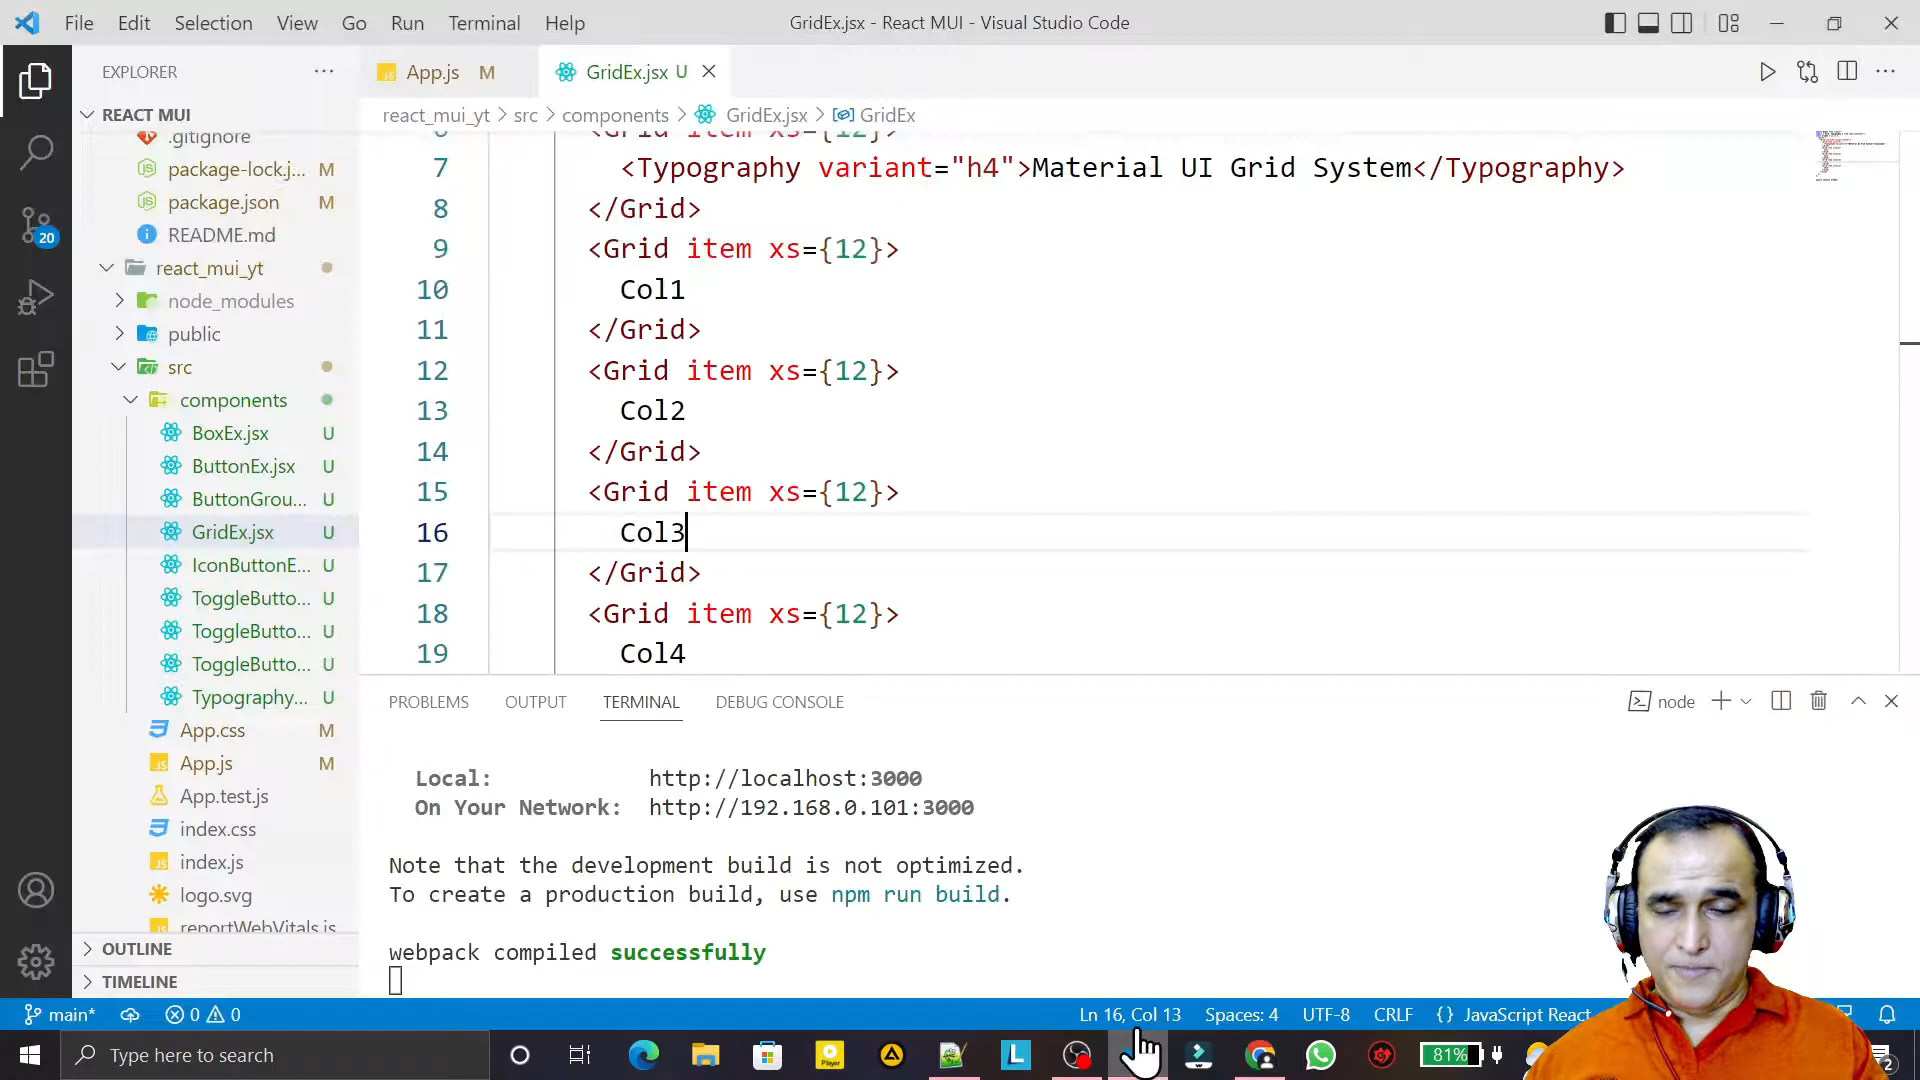 File Edit Selection View Go Run Terminal Help GridEx.jsx - React MUI - Visual Studio Code
EXPLORER
App.js M
GridEx.jsx U
REACT MUI
react_mui_yt > src > components > GridEx.jsx > GridEx
.gitignore
package-lock.j... M
package.json M
README.md
react_mui_yt
node_modules
public
src
components
BoxEx.jsx U
ButtonEx.jsx U
ButtonGrou... U
GridEx.jsx U
IconButtonE... U
ToggleButto... U
ToggleButto... U
ToggleButto... U
Typography... U
App.css M
App.js M
App.test.js
index.css
index.js
logo.svg
reportWebVitals.js
OUTLINE
TIMELINE
6 <Grid item xs={12}>
7 <Typography variant="h4">Material UI Grid System</Typography>
8 </Grid>
9 <Grid item xs={12}>
10 Col1
11 </Grid>
12 <Grid item xs={12}>
13 Col2
14 </Grid>
15 <Grid item xs={12}>
16 Col3
17 </Grid>
18 <Grid item xs={12}>
19 Col4
PROBLEMS OUTPUT TERMINAL DEBUG CONSOLE
node
Local: http://localhost:3000
On Your Network: http://192.168.0.101:3000
Note that the development build is not optimized.
To create a production build, use npm run build.
webpack compiled successfully
20
main* 0 0 Ln 16, Col 13 Spaces: 4 UTF-8 CRLF {} JavaScript React
Type here to search
81%
2